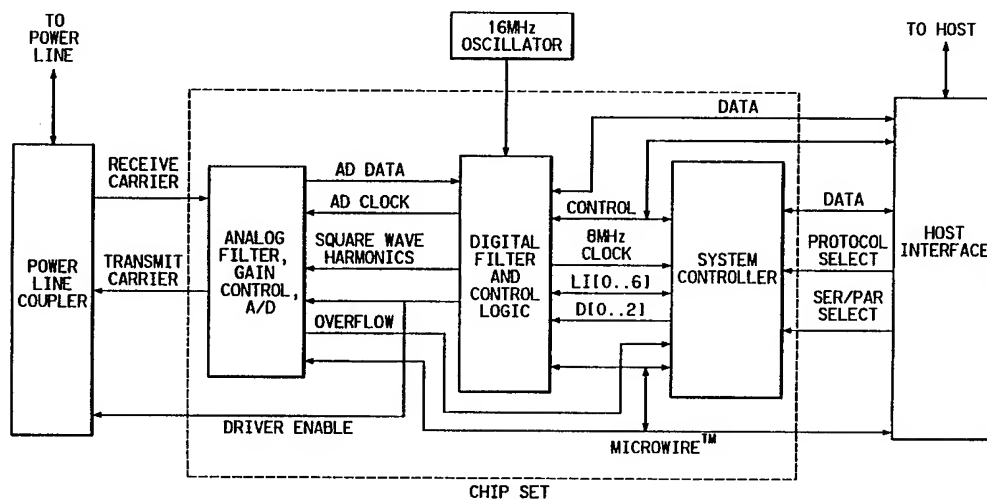 TO
POWER
LINE
16MHz
OSCILLATOR
TO HOST
DATA
RECEIVE
CARRIER
AD DATA
AD CLOCK
CONTROL
DATA
POWER
LINE
COUPLER
TRANSMIT
CARRIER
ANALOG
FILTER,
GAIN
CONTROL,
A/D
SQUARE WAVE
HARMONICS
DIGITAL
FILTER
AND
CONTROL
LOGIC
8MHz
CLOCK
SYSTEM
CONTROLLER
PROTOCOL
SELECT
HOST
INTERFACE
LI[0..6]
D[0..2]
SER/PAR
SELECT
OVERFLOW
DRIVER ENABLE
MICROWIRE™
CHIP SET